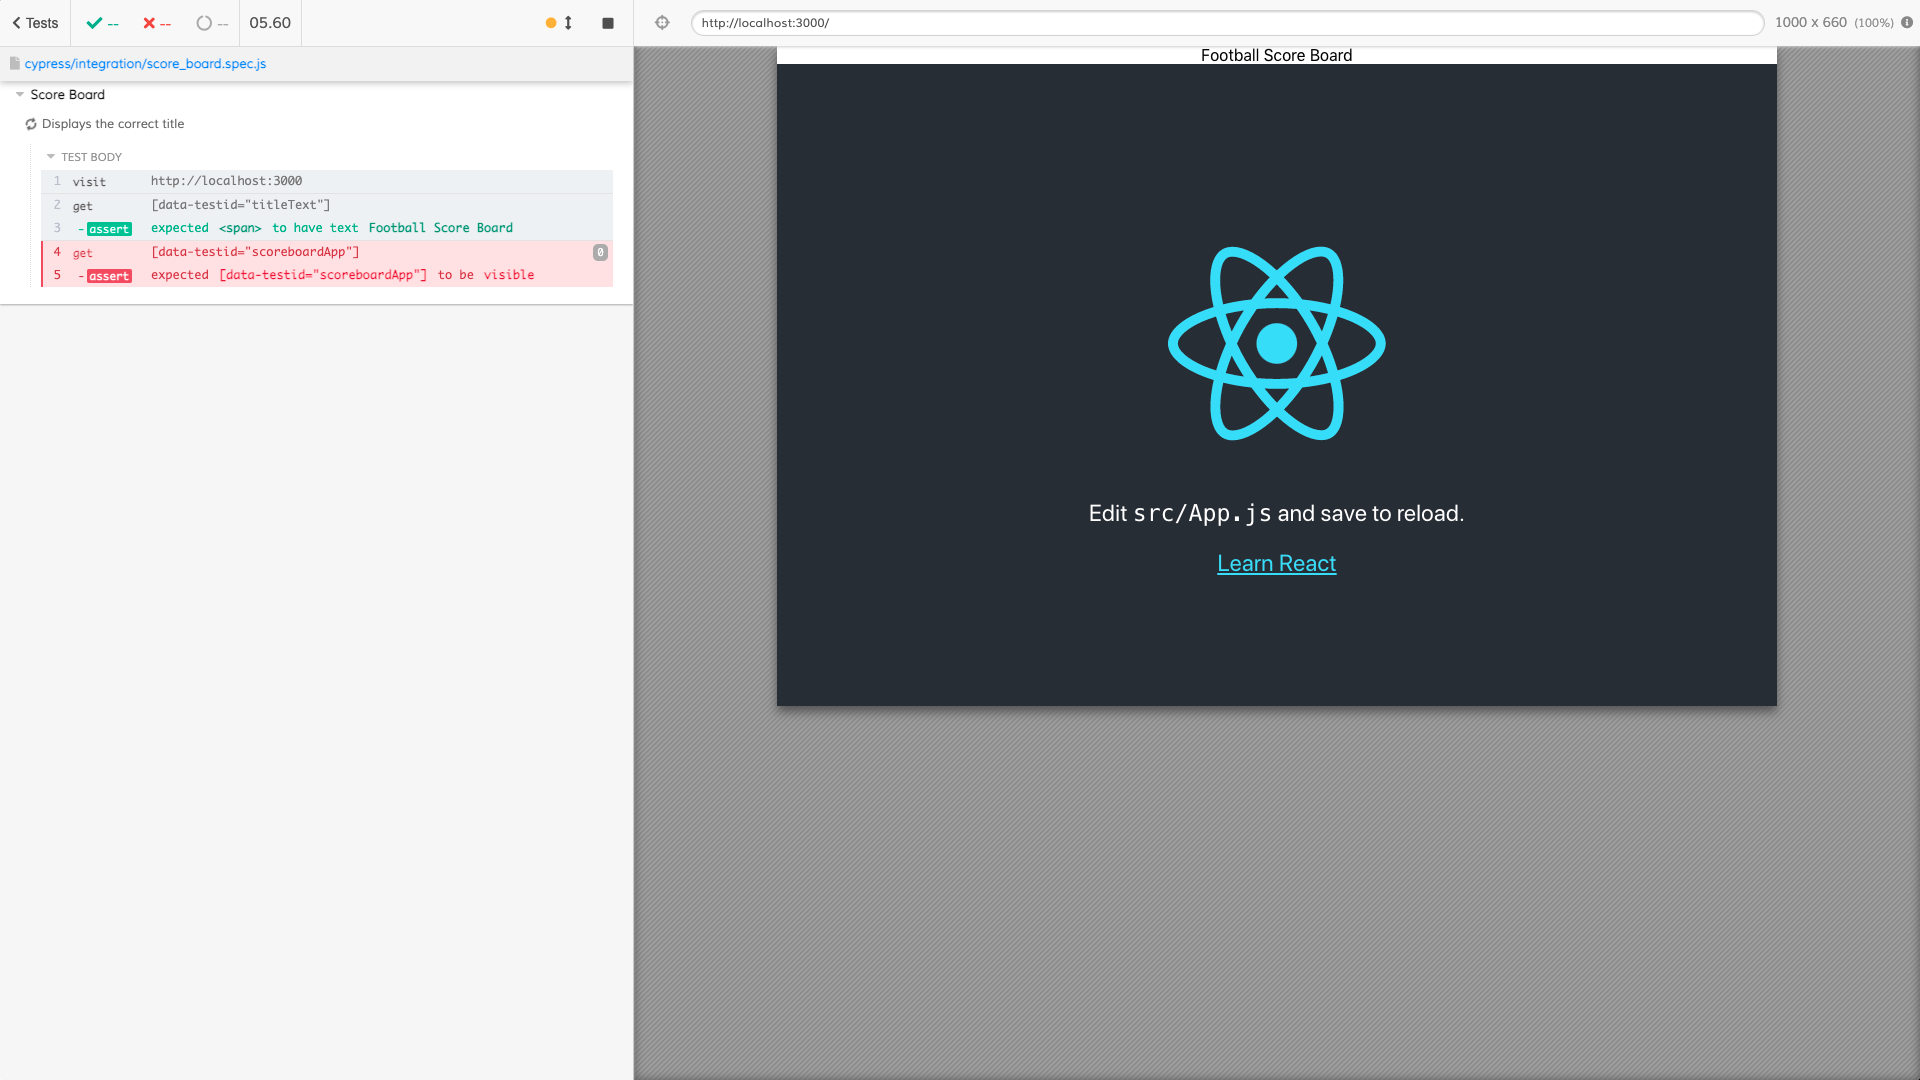 Tests -- -- -- 05.60
http://localhost:3000/ 1000 x 660 (100%)
cypress/integration/score_board.spec.js
Score Board
Displays the correct title
TEST BODY
1 visit http://localhost:3000
2 get [data-testid="titleText"]
3 -assert expected <span> to have text Football Score Board
4 get [data-testid="scoreboardApp"] 0
5 -assert expected [data-testid="scoreboardApp"] to be visible
Football Score Board
Edit src/App.js and save to reload.
Learn React